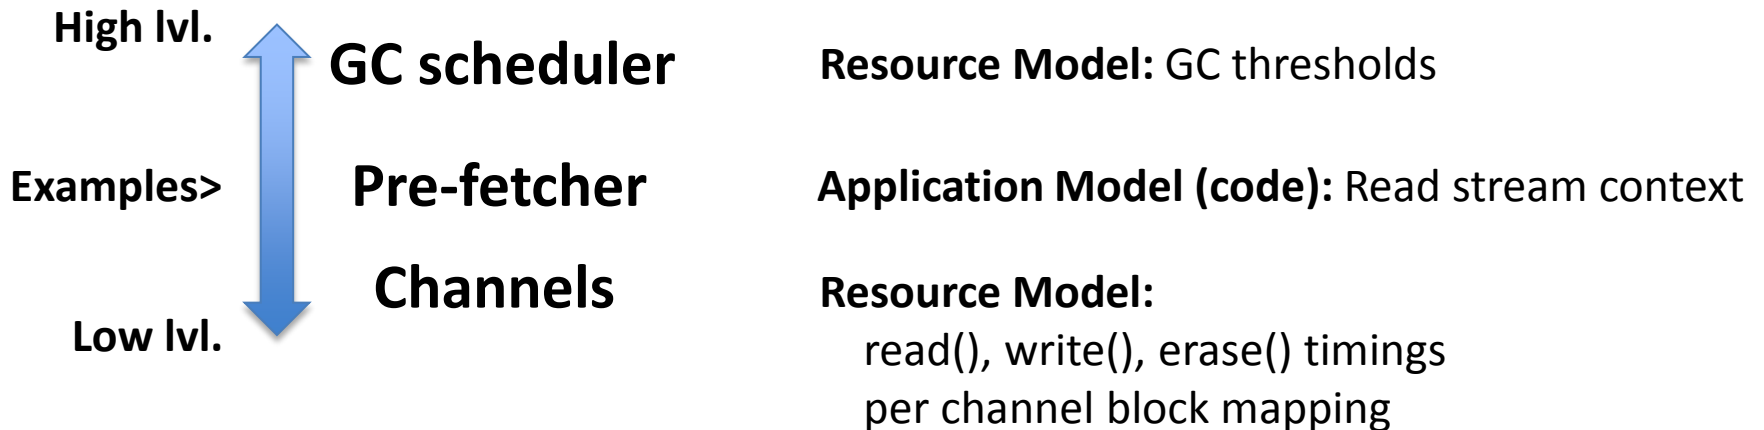 High lvl.
GC scheduler
Resource Model: GC thresholds
Examples>
Pre-fetcher
Application Model (code): Read stream context
Channels
Resource Model:
Low lvl.
read(), write(), erase() timings
per channel block mapping